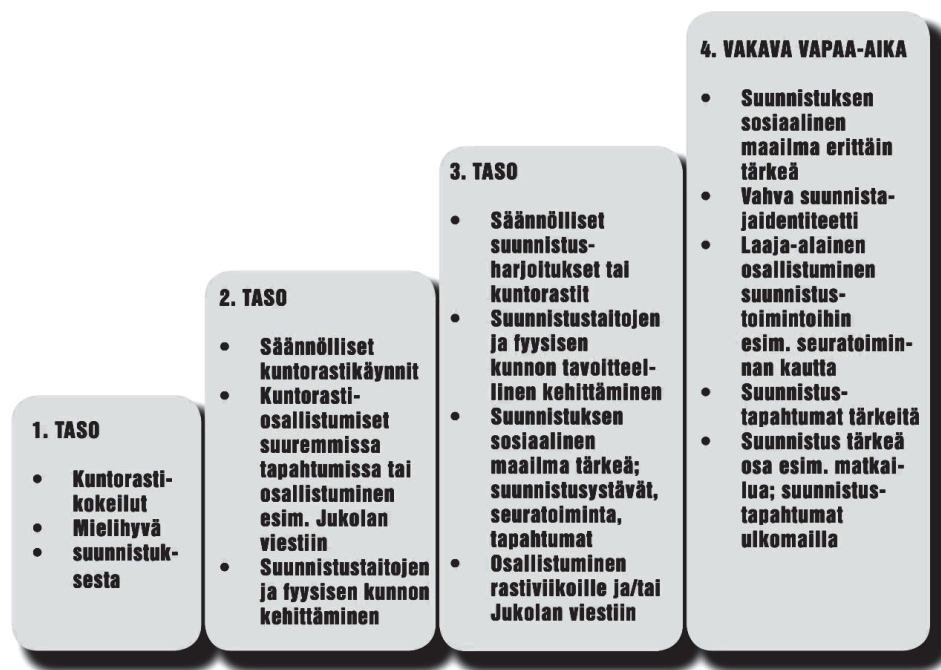 1. TASO
• Kuntorasti-
kokeilut
• Mielihyvä
• suunnistuk-
sesta
2. TASO
• Säännölliset
kuntorastikäynnit
• Kuntorasti-
osallistumiset
suuremmissa
tapahtumissa tai
osallistuminen
esim. Jukolan
viestiin
• Suunnistustaitojen
ja fyysisen kunnon
kehittäminen
3. TASO
• Säännölliset
suunnistus-
harjoitukset tai
kuntorastit
• Suunnistustaitojen
ja fyysisen
kunnon tavoitteel-
linen kehittäminen
• Suunnistuksen
sosiaalinen
maailma tärkeä;
suunnistusystävät,
seuratoiminta,
tapahtumat
• Osallistuminen
rastiviikoille ja/tai
Jukolan viestiin
4. VAKAVA VAPAA-AIKA
• Suunnistuksen
sosiaalinen
maailma erittäin
tärkeä
• Vahva suunnista-
jaidentiteetti
• Laaja-alainen
osallistuminen
suunnistus-
toimintoihin
esim. seuratoimin-
nan kautta
• Suunnistus-
tapahtumat tärkeitä
• Suunnistus tärkeä
osa esim. matkai-
lua; suunnistus-
tapahtumat
ulkomailla